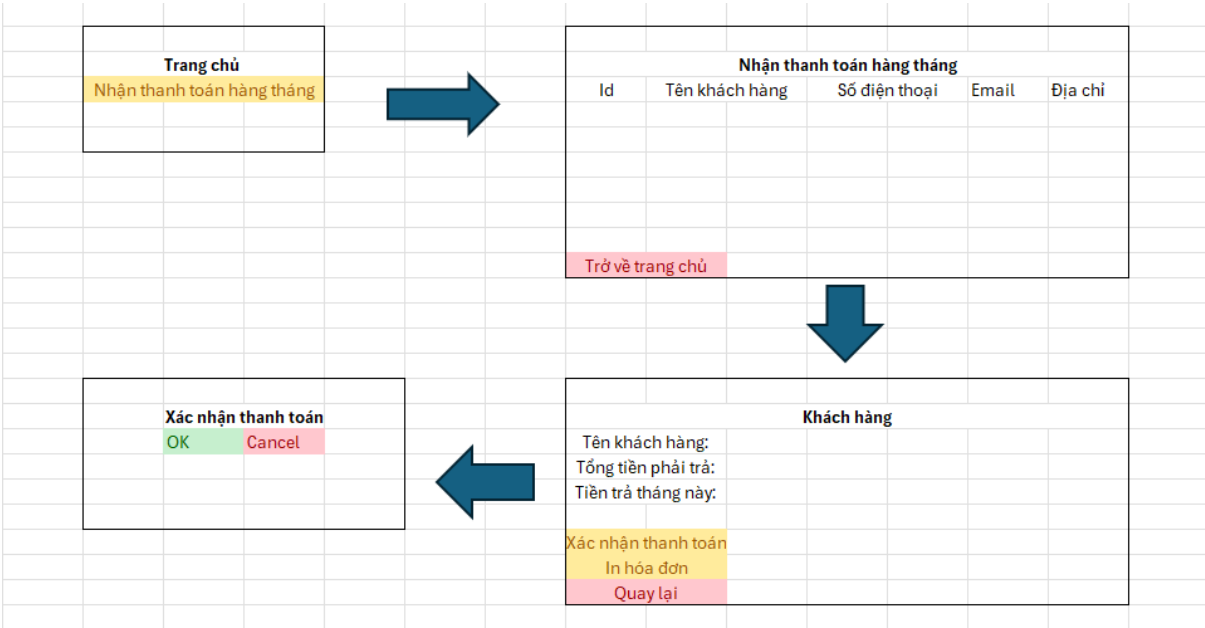 Trang chủ
Nhận thanh toán hàng tháng
Nhận thanh toán hàng tháng
Id Tên khách hàng Số điện thoại Email Địa chỉ
Trở về trang chủ
Xác nhận thanh toán
OK Cancel
Khách hàng
Tên khách hàng:
Tổng tiền phải trả:
Tiền trả tháng này:
Xác nhận thanh toán
In hóa đơn
Quay lại